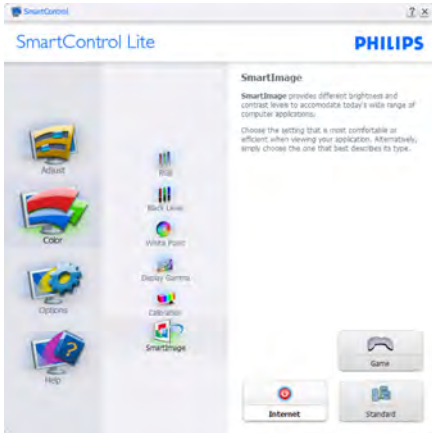 SmartControl
? ×
SmartControl Lite
PHILIPS
SmartImage
SmartImage provides different brightness and
contrast levels to accomodate today's wide range of
computer applications.
Choose the setting that is most comfortable or
efficient when viewing your application. Alternatively,
simply choose the one that best describes its type.
Adjust
Color
Options
Help
RGB
Black Level
White Point
Display Gamma
Calibration
SmartImage
Game
Internet
Standard